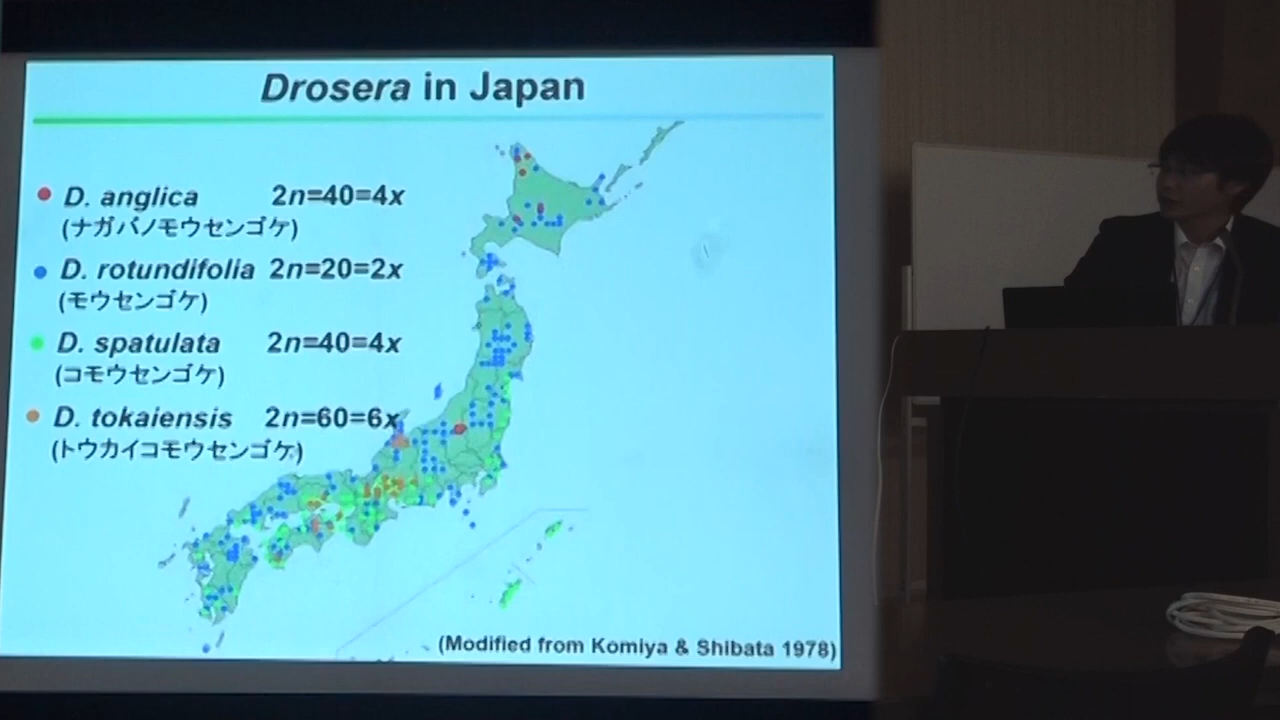 Drosera in Japan
D. anglica 2n=40=4x
(ナガバノモウセンゴケ)
D. rotundifolia 2n=20=2x
(モウセンゴケ)
D. spatulata 2n=40=4x
(コモウセンゴケ)
D. tokaiensis 2n=60=6x
(トウカイコモウセンゴケ)
(Modified from Komiya & Shibata 1978)